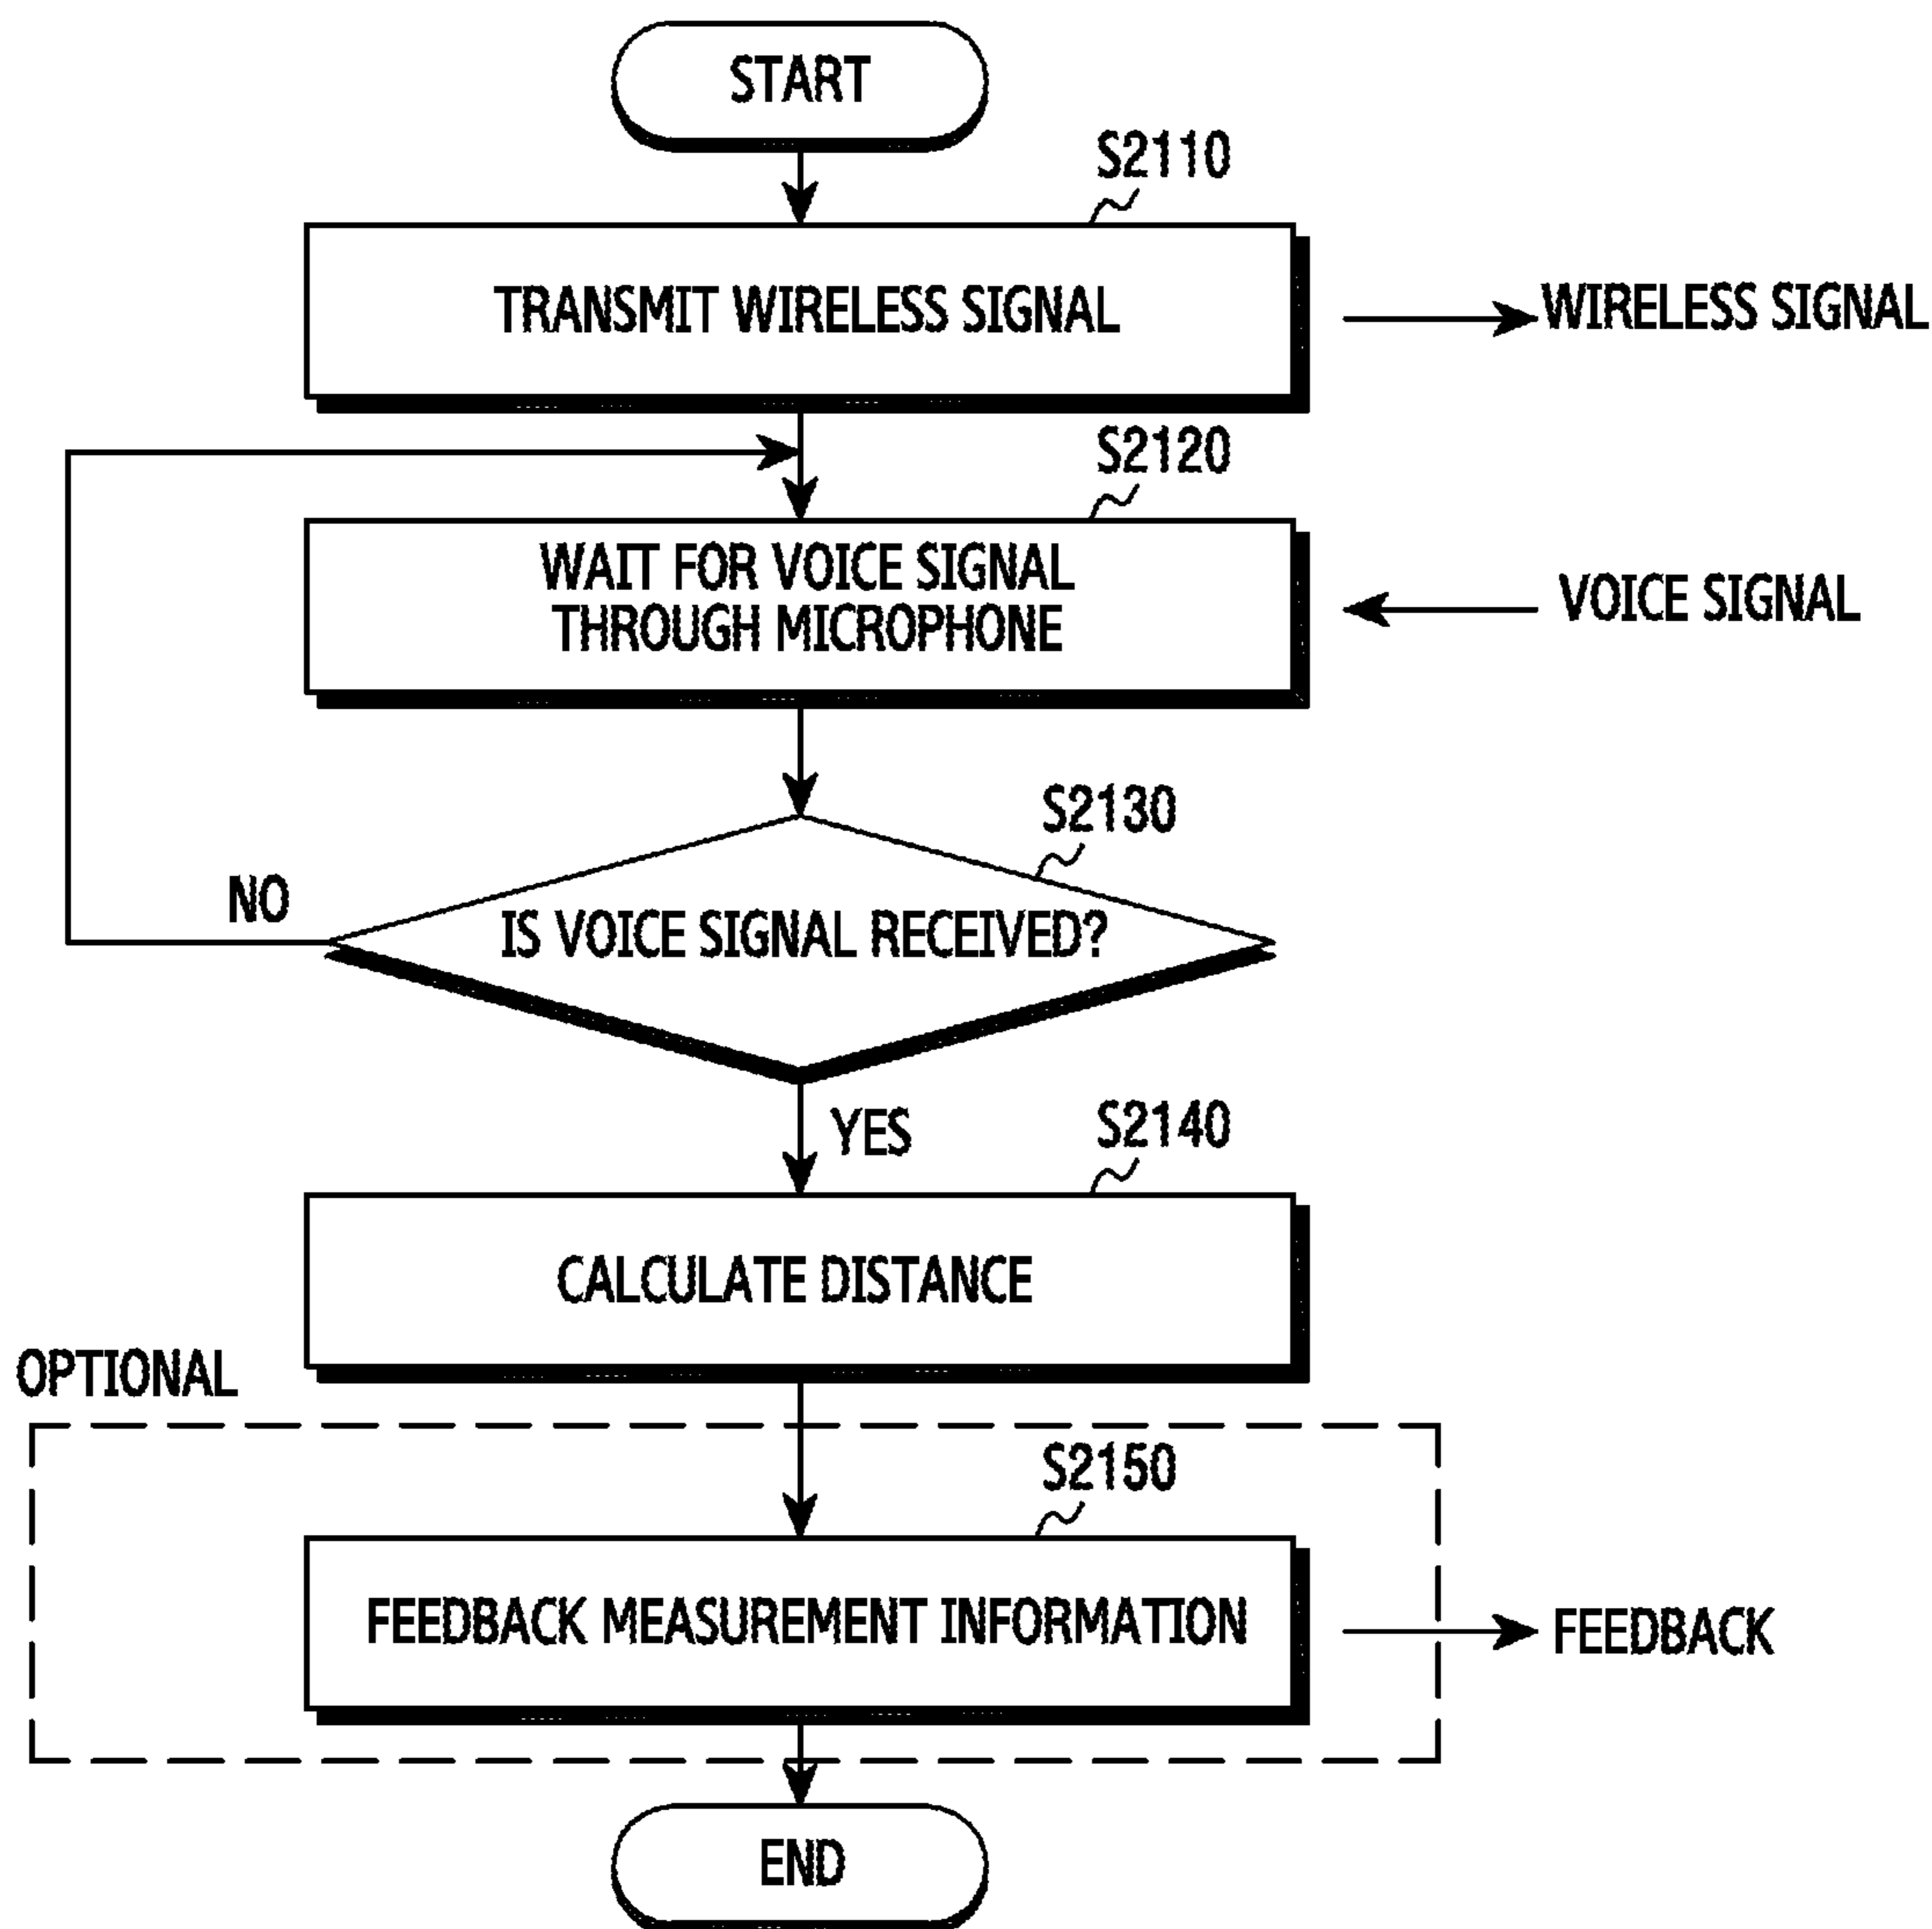 START
S2110
TRANSMIT WIRELESS SIGNAL
WIRELESS SIGNAL
S2120
WAIT FOR VOICE SIGNAL
THROUGH MICROPHONE
VOICE SIGNAL
S2130
NO
IS VOICE SIGNAL RECEIVED?
YES
S2140
CALCULATE DISTANCE
OPTIONAL
S2150
FEEDBACK MEASUREMENT INFORMATION
FEEDBACK
END